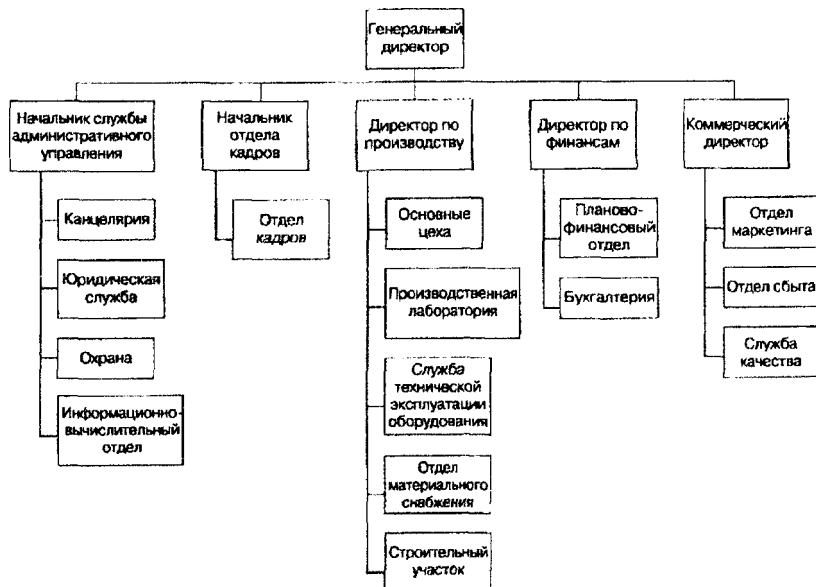 Генеральный
директор
Начальник службы
административного
управления
Канцелярия
Юридическая
служба
Охрана
Информационно-
вычислительный
отдел
Начальник
отдела
кадров
Отдел
кадров
Директор по
производству
Основные
цеха
Производственная
лаборатория
Служба
технической
эксплуатации
оборудования
Отдел
материального
снабжения
Строительный
участок
Директор по
финансам
Планово-
финансовый
отдел
Бухгалтерия
Коммерческий
директор
Отдел
маркетинга
Отдел сбыта
Служба
качества